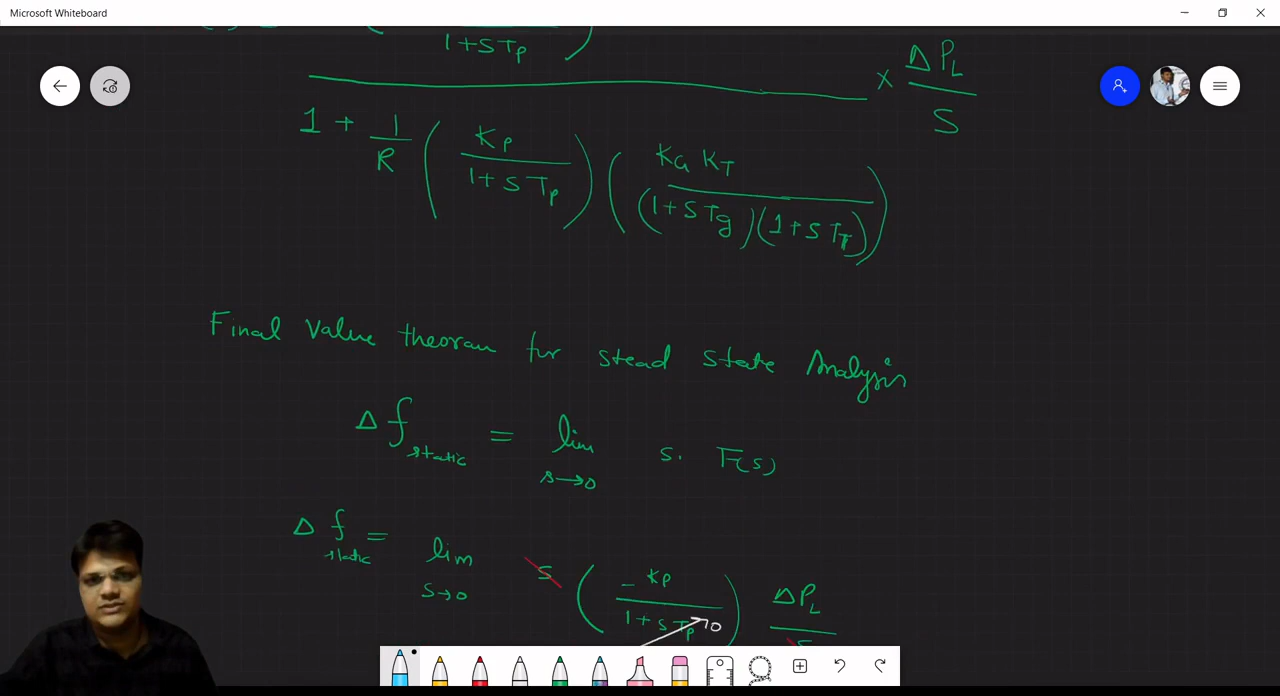 Microsoft Whiteboard
1+STp
1 + 1/R (Kp/1+STp) (KG KT/(1+STg)(1+STT)) × ΔPL/S
Final Value theoram for stead state Analysis
Δf static = lim s→0 s. F(s)
Δf static = lim s→0 s (-Kp/1+sTp) ΔPL/s
0